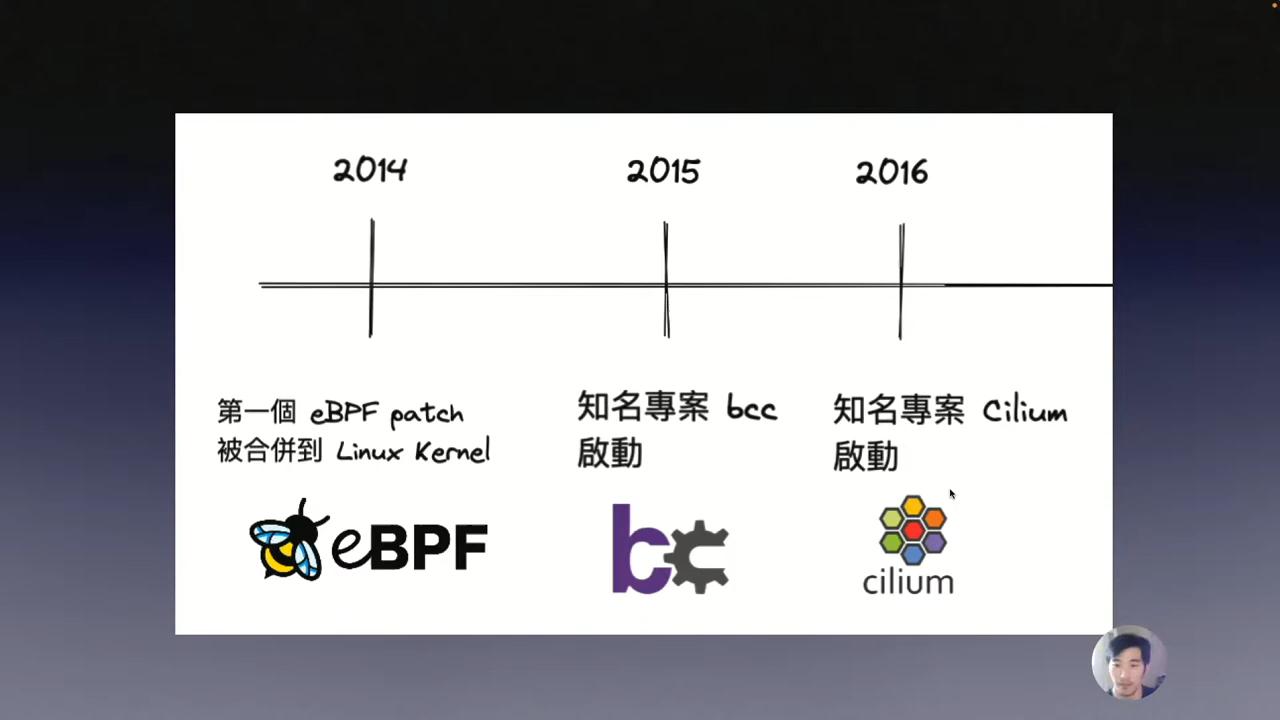 2014
2015
2016
第一個 eBPF patch
被合併到 Linux Kernel
知名專案 bcc
啟動
知名專案 Cilium
啟動
eBPF
bc
cilium